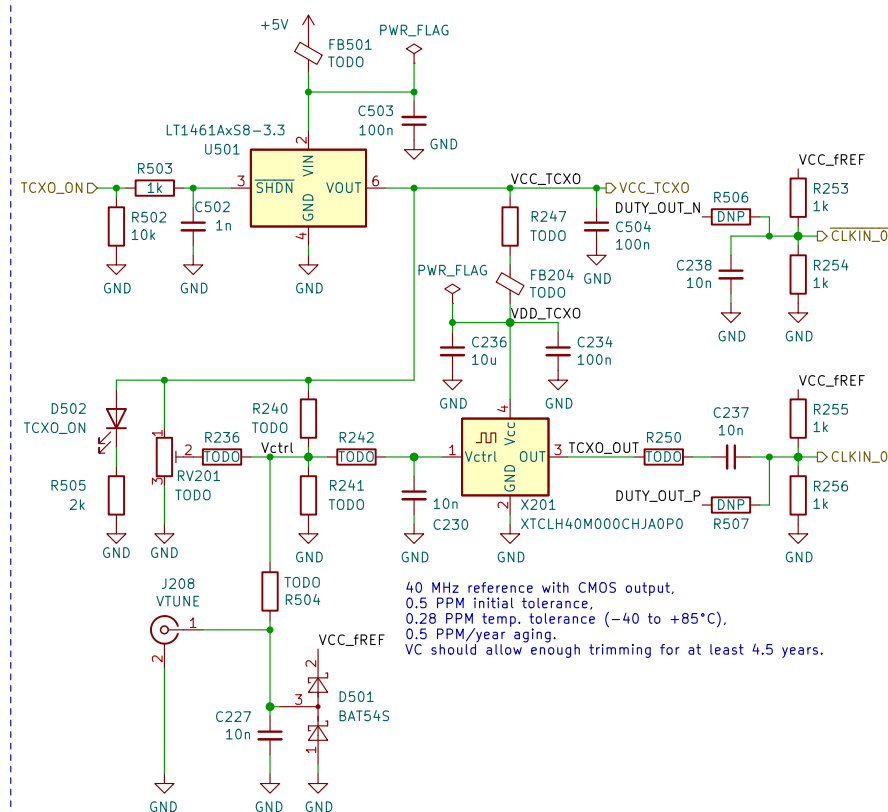 +5V
PWR_FLAG
FB501
TODO
C503
100n
GND
LT1461AxS8-3.3
U501
2
VIN
TCXO_ON
R503
1k
3
SHDN
VOUT
6
GND
4
R502
10k
C502
1n
GND
GND
GND
VCC_TCXO
VCC_TCXO
R247
TODO
C504
100n
GND
PWR_FLAG
FB204
TODO
VDD_TCXO
C236
10u
GND
C234
100n
GND
VCC_fREF
R506
DNP
DUTY_OUT_N
R253
1k
CLKIN_0
C238
10n
R254
1k
GND
GND
D502
TCXO_ON
R505
2k
GND
1
2
3
RV201
TODO
GND
R236
TODO
Vctrl
R240
TODO
R242
TODO
R241
TODO
GND
10n
C230
GND
4
Vcc
1
Vctrl
OUT
3
GND
2
X201
XTCLH40M000CHJA0P0
GND
TCXO_OUT
R250
TODO
C237
10n
VCC_fREF
R255
1k
CLKIN_0
DUTY_OUT_P
DNP
R507
R256
1k
GND
J208
VTUNE
1
2
GND
TODO
R504
VCC_fREF
2
3
1
D501
BAT54S
C227
10n
GND
GND
40 MHz reference with CMOS output,
0.5 PPM initial tolerance,
0.28 PPM temp. tolerance (-40 to +85°C),
0.5 PPM/year aging.
VC should allow enough trimming for at least 4.5 years.